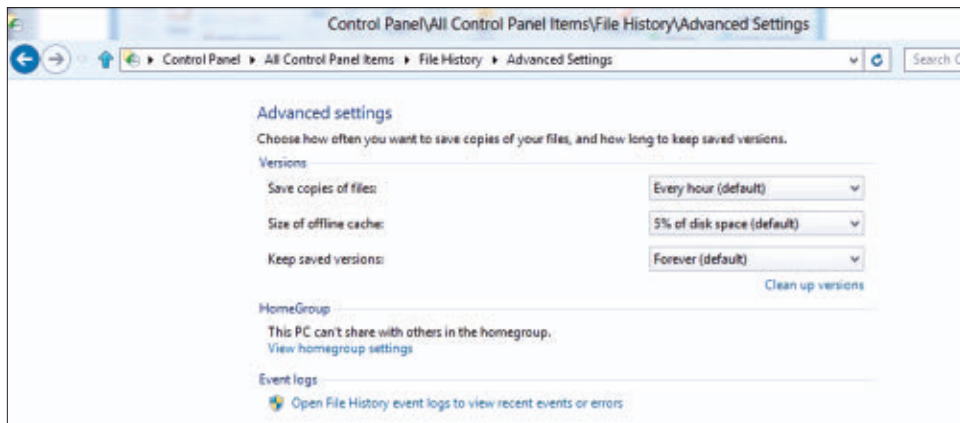 Control Panel\All Control Panel Items\File History\Advanced Settings
Control Panel All Control Panel Items File History Advanced Settings
Search
Advanced settings
Choose how often you want to save copies of your files, and how long to keep saved versions.
Versions
Save copies of files: Every hour (default)
Size of offline cache: 5% of disk space (default)
Keep saved versions: Forever (default)
Clean up versions
HomeGroup
This PC can't share with others in the homegroup.
View homegroup settings
Event logs
Open File History event logs to view recent events or errors